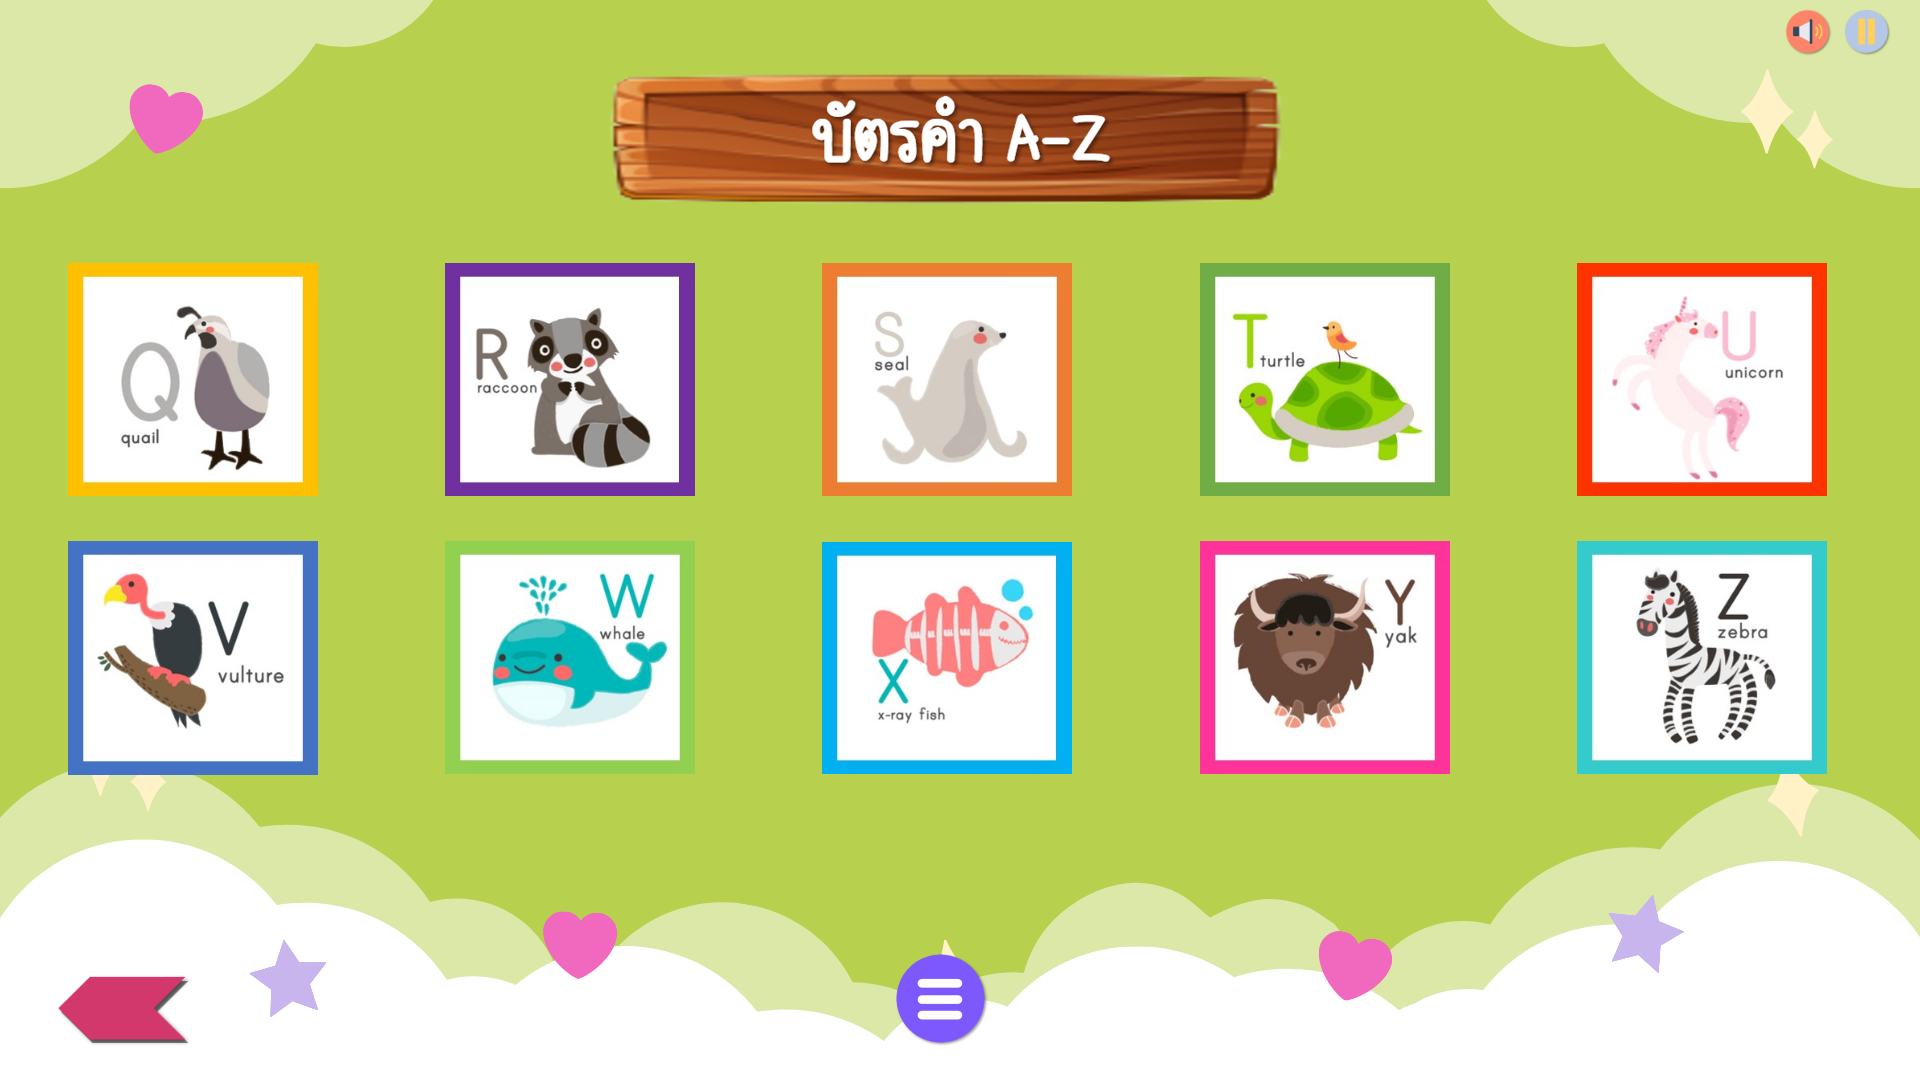 บัตรคำ A-Z
Q
quail
R
raccoon
S
seal
T
turtle
U
unicorn
V
vulture
W
whale
X
x-ray fish
Y
yak
Z
zebra